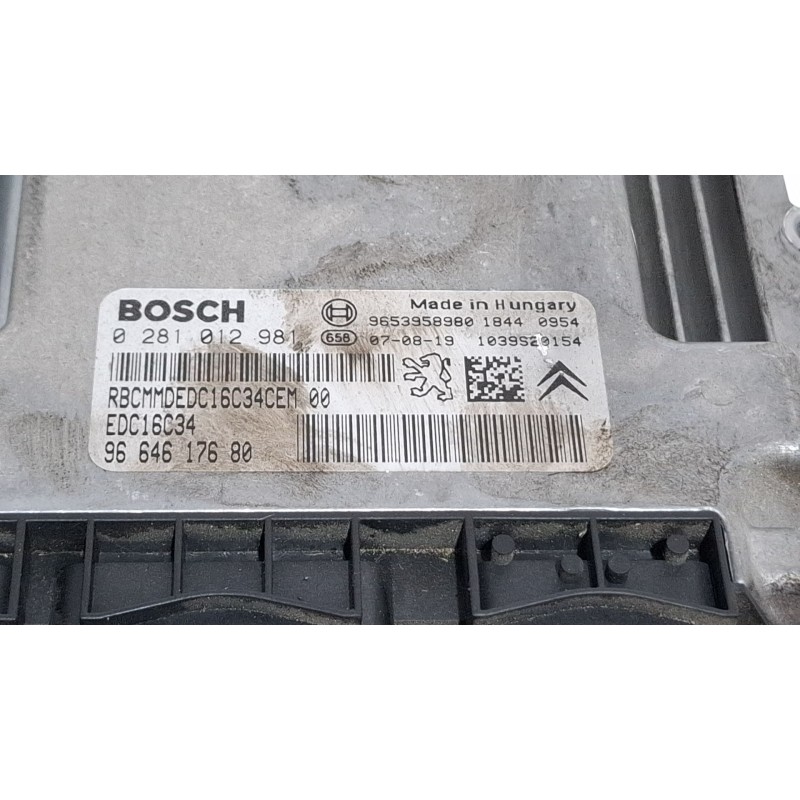 BOSCH
Made in Hungary
9653958980 1844 0954
0 281 012 981
656 07-08-19 1039S20154
RBCMMDEDC16C34CEM 00
EDC16C34
96 646 176 80